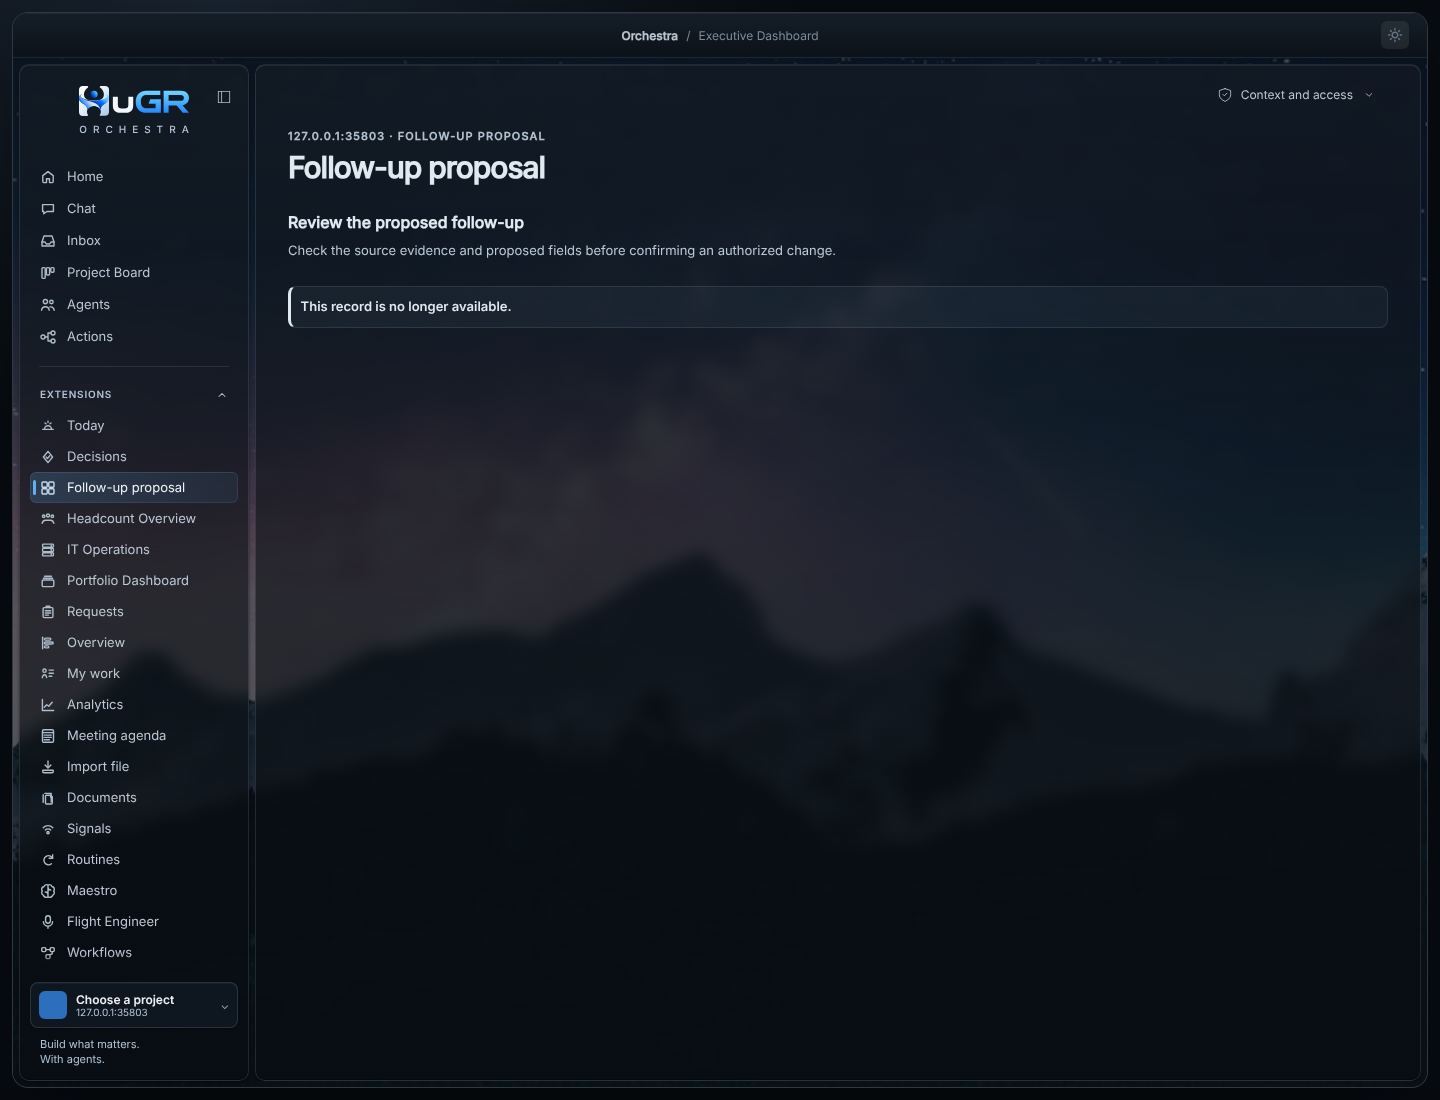 Orchestra / Executive Dashboard
HuGR
ORCHESTRA
Home
Chat
Inbox
Project Board
Agents
Actions
EXTENSIONS
Today
Decisions
Follow-up proposal
Headcount Overview
IT Operations
Portfolio Dashboard
Requests
Overview
My work
Analytics
Meeting agenda
Import file
Documents
Signals
Routines
Maestro
Flight Engineer
Workflows
Choose a project
127.0.0.1:35803
Build what matters.
With agents.
Context and access
127.0.0.1:35803 · FOLLOW-UP PROPOSAL
Follow-up proposal
Review the proposed follow-up
Check the source evidence and proposed fields before confirming an authorized change.
This record is no longer available.